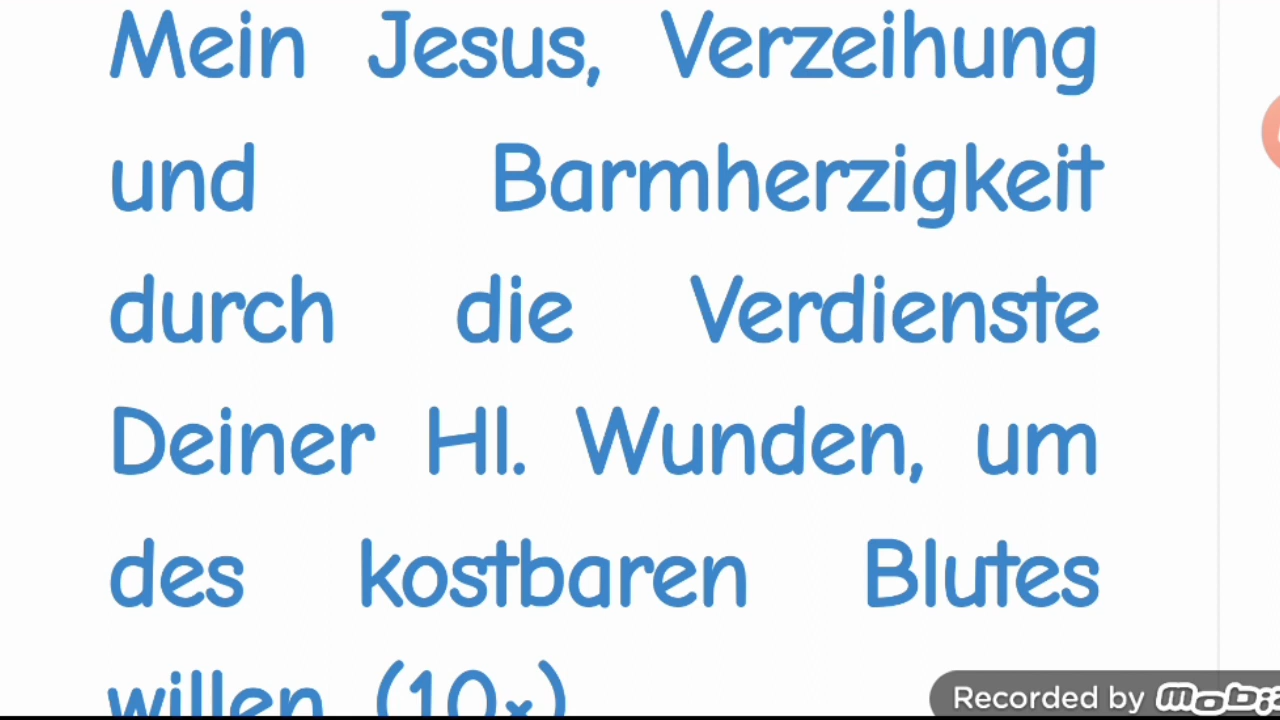 Mein Jesus, Verzeihung
und Barmherzigkeit
durch die Verdienste
Deiner Hl. Wunden, um
des kostbaren Blutes
willen (10x)
Recorded by